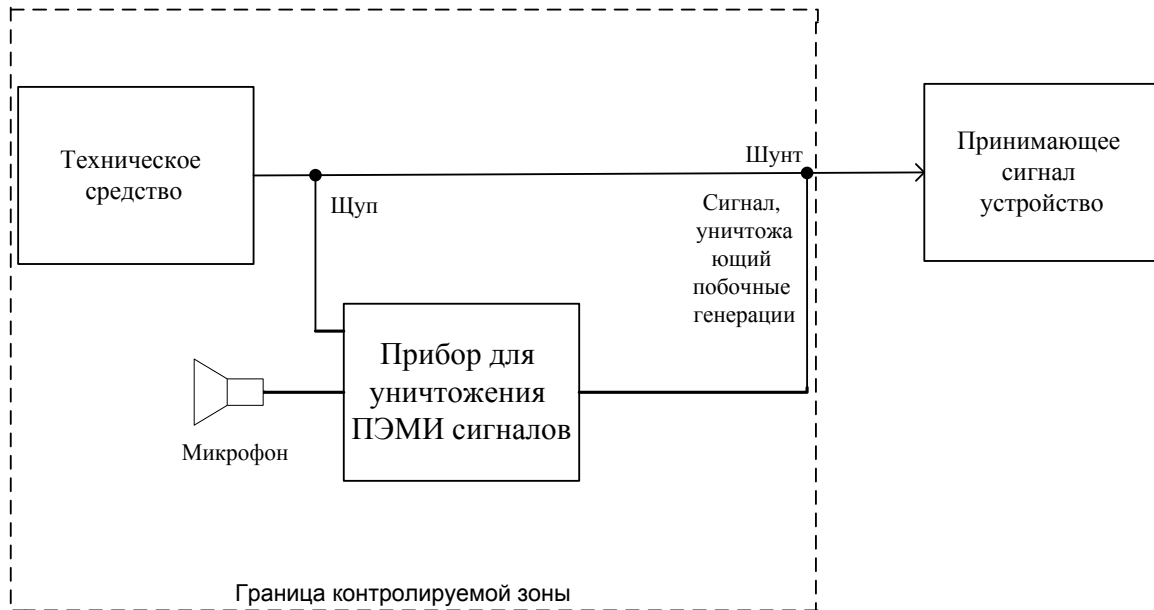 Техническое
средство
Щуп
Шунт
Сигнал,
уничтожа
ющий
побочные
генерации
Принимающее
сигнал
устройство
Прибор для
уничтожения
ПЭМИ сигналов
Микрофон
Граница контролируемой зоны